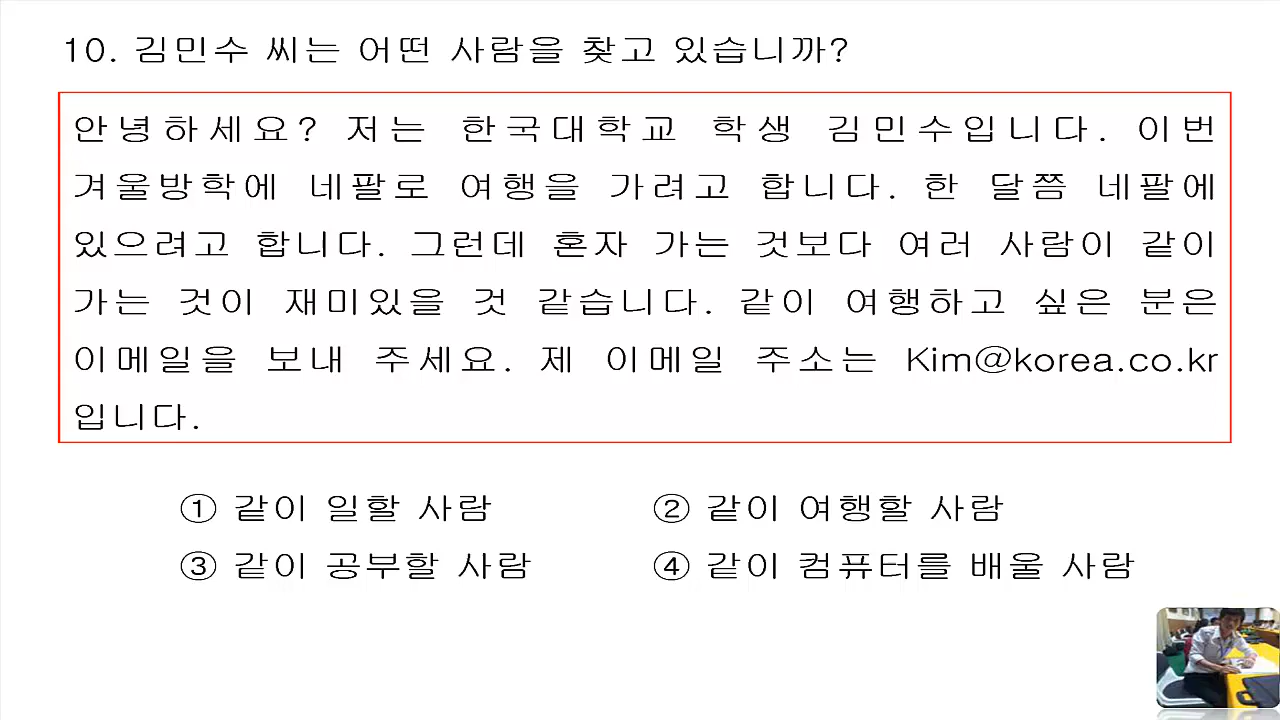 10. 김민수 씨는 어떤 사람을 찾고 있습니까?
안녕하세요? 저는 한국대학교 학생 김민수입니다. 이번
겨울방학에 네팔로 여행을 가려고 합니다. 한 달쯤 네팔에
있으려고 합니다. 그런데 혼자 가는 것보다 여러 사람이 같이
가는 것이 재미있을 것 같습니다. 같이 여행하고 싶은 분은
이메일을 보내 주세요. 제 이메일 주소는 Kim@korea.co.kr
입니다.
① 같이 일할 사람 ② 같이 여행할 사람
③ 같이 공부할 사람 ④ 같이 컴퓨터를 배울 사람